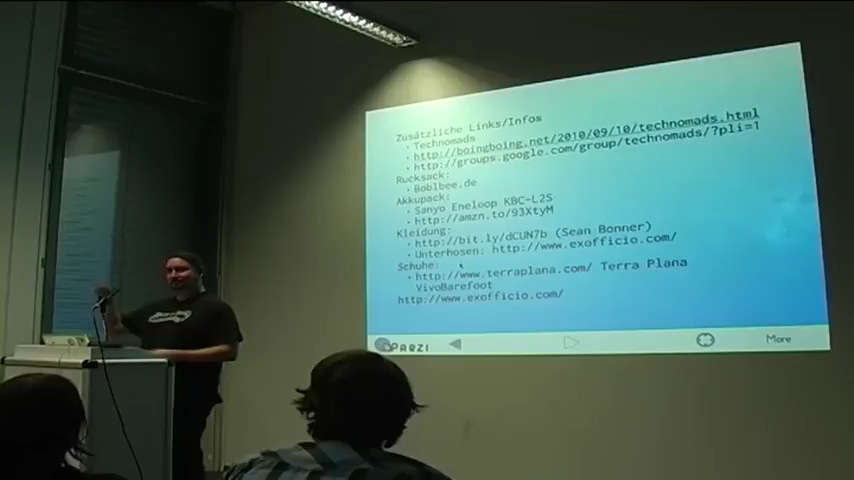 Zusätzliche Links/Infos
• Technomads
• http://boingboing.net/2010/09/10/technomads.html
• http://groups.google.com/group/technomads/?pli=1
Rucksack:
• Boblbee.de
Akkupack:
• Sanyo Eneloop KBC-L2S
• http://amzn.to/93XtyM
Kleidung:
• http://bit.ly/dCUN7b (Sean Bonner)
• Unterhosen: http://www.exofficio.com/
Schuhe:
• http://www.terraplana.com/ Terra Plana
VivoBarefoot
http://www.exofficio.com/
PREZI
More